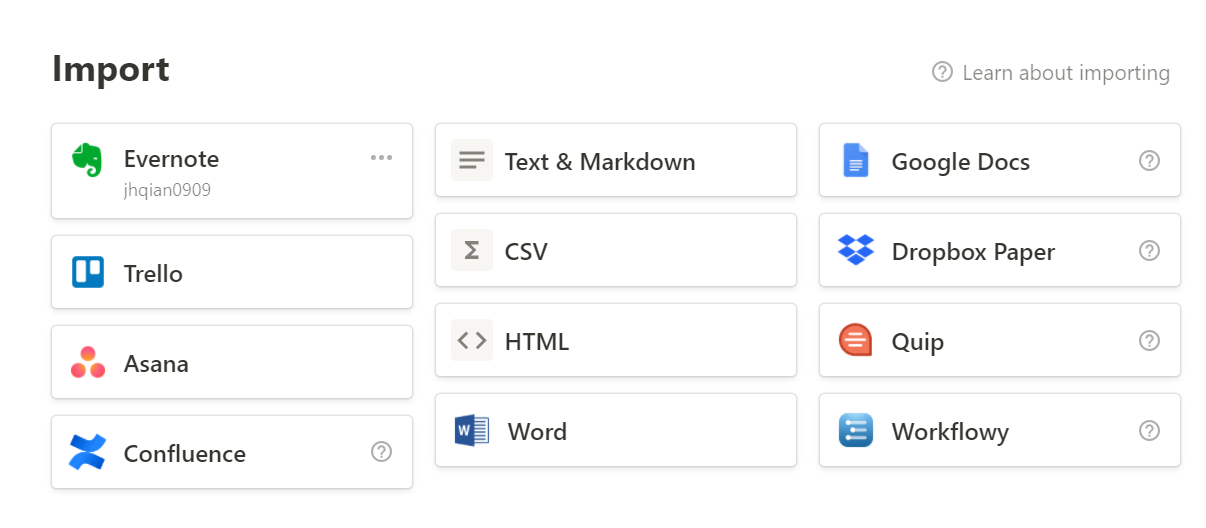 Import
Learn about importing
Evernote
jhqian0909
Trello
Asana
Confluence
Text & Markdown
Σ CSV
<> HTML
W Word
Google Docs
Dropbox Paper
Quip
Workflowy